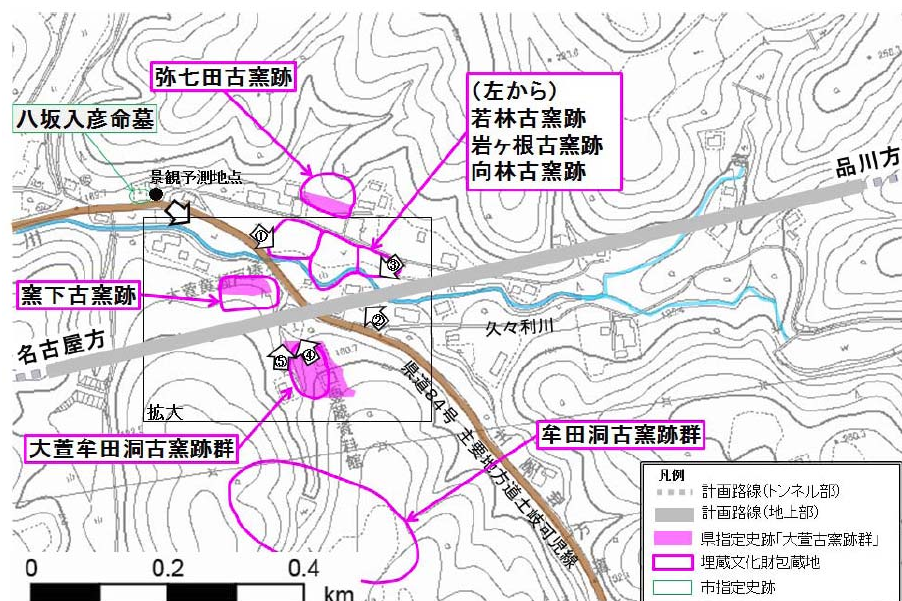 弥七田古窯跡
(左から)
若林古窯跡
岩ヶ根古窯跡
向林古窯跡
八坂入彦命墓
景観予測地点
品川方
①
③
窯下古窯跡
②
久々利川
名古屋方
④
⑤
拡大
県道84号 主要地方道土岐可児線
大萱牟田洞古窯跡群
牟田洞古窯跡群
凡例
計画路線(トンネル部)
計画路線(地上部)
県指定史跡「大萱古窯跡群」
埋蔵文化財包蔵地
市指定史跡
0 0.2 0.4
km